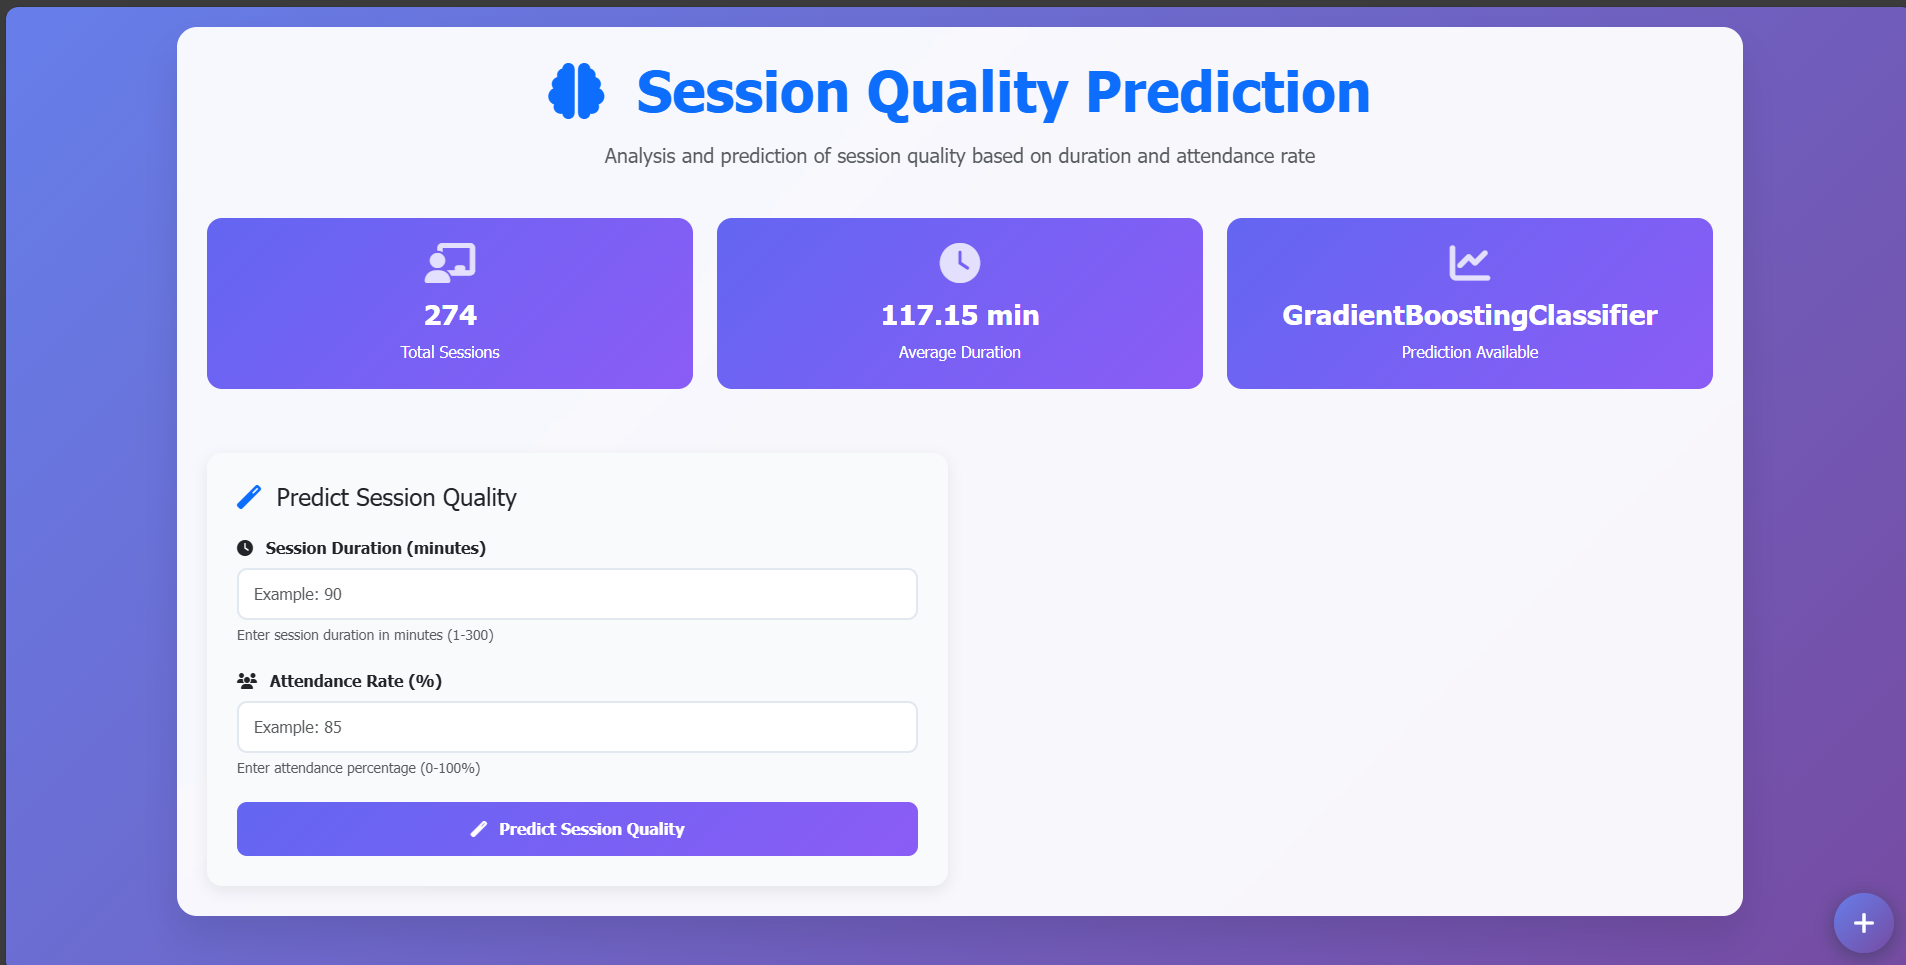 Session Quality Prediction
Analysis and prediction of session quality based on duration and attendance rate
274
Total Sessions
117.15 min
Average Duration
GradientBoostingClassifier
Prediction Available
Predict Session Quality
Session Duration (minutes)
Example: 90
Enter session duration in minutes (1-300)
Attendance Rate (%)
Example: 85
Enter attendance percentage (0-100%)
Predict Session Quality